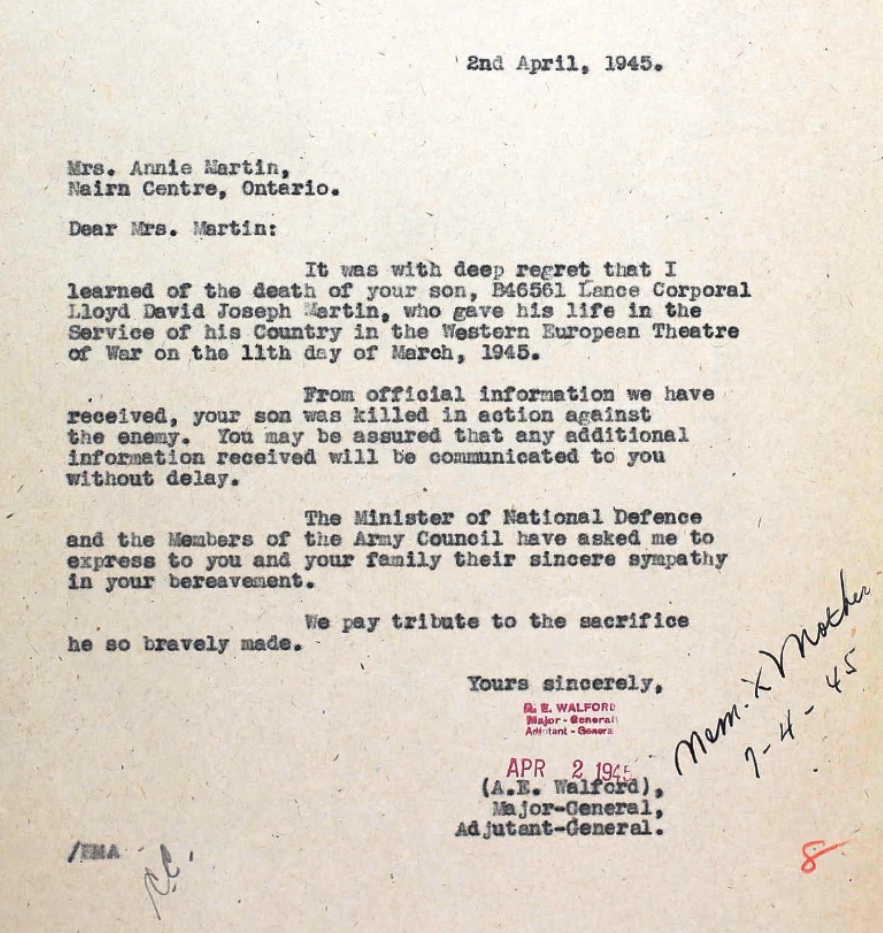 2nd April, 1945.
Mrs. Annie Martin,
Nairn Centre, Ontario.
Dear Mrs. Martin:
It was with deep regret that I
learned of the death of your son, B46561 Lance Corporal
Lloyd David Joseph Martin, who gave his life in the
Service of his Country in the Western European Theatre
of War on the 11th day of March, 1945.
From official information we have
received, your son was killed in action against
the enemy. You may be assured that any additional
information received will be communicated to you
without delay.
The Minister of National Defence
and the Members of the Army Council have asked me to
express to you and your family their sincere sympathy
in your bereavement.
We pay tribute to the sacrifice
he so bravely made.
Yours sincerely,
E. WALFORD
Major-General
Adjutant-General
APR 2 1945
(A.E. Walford),
Major-General,
Adjutant-General.
Mem. X Mother
7-4-45
C.C.
8